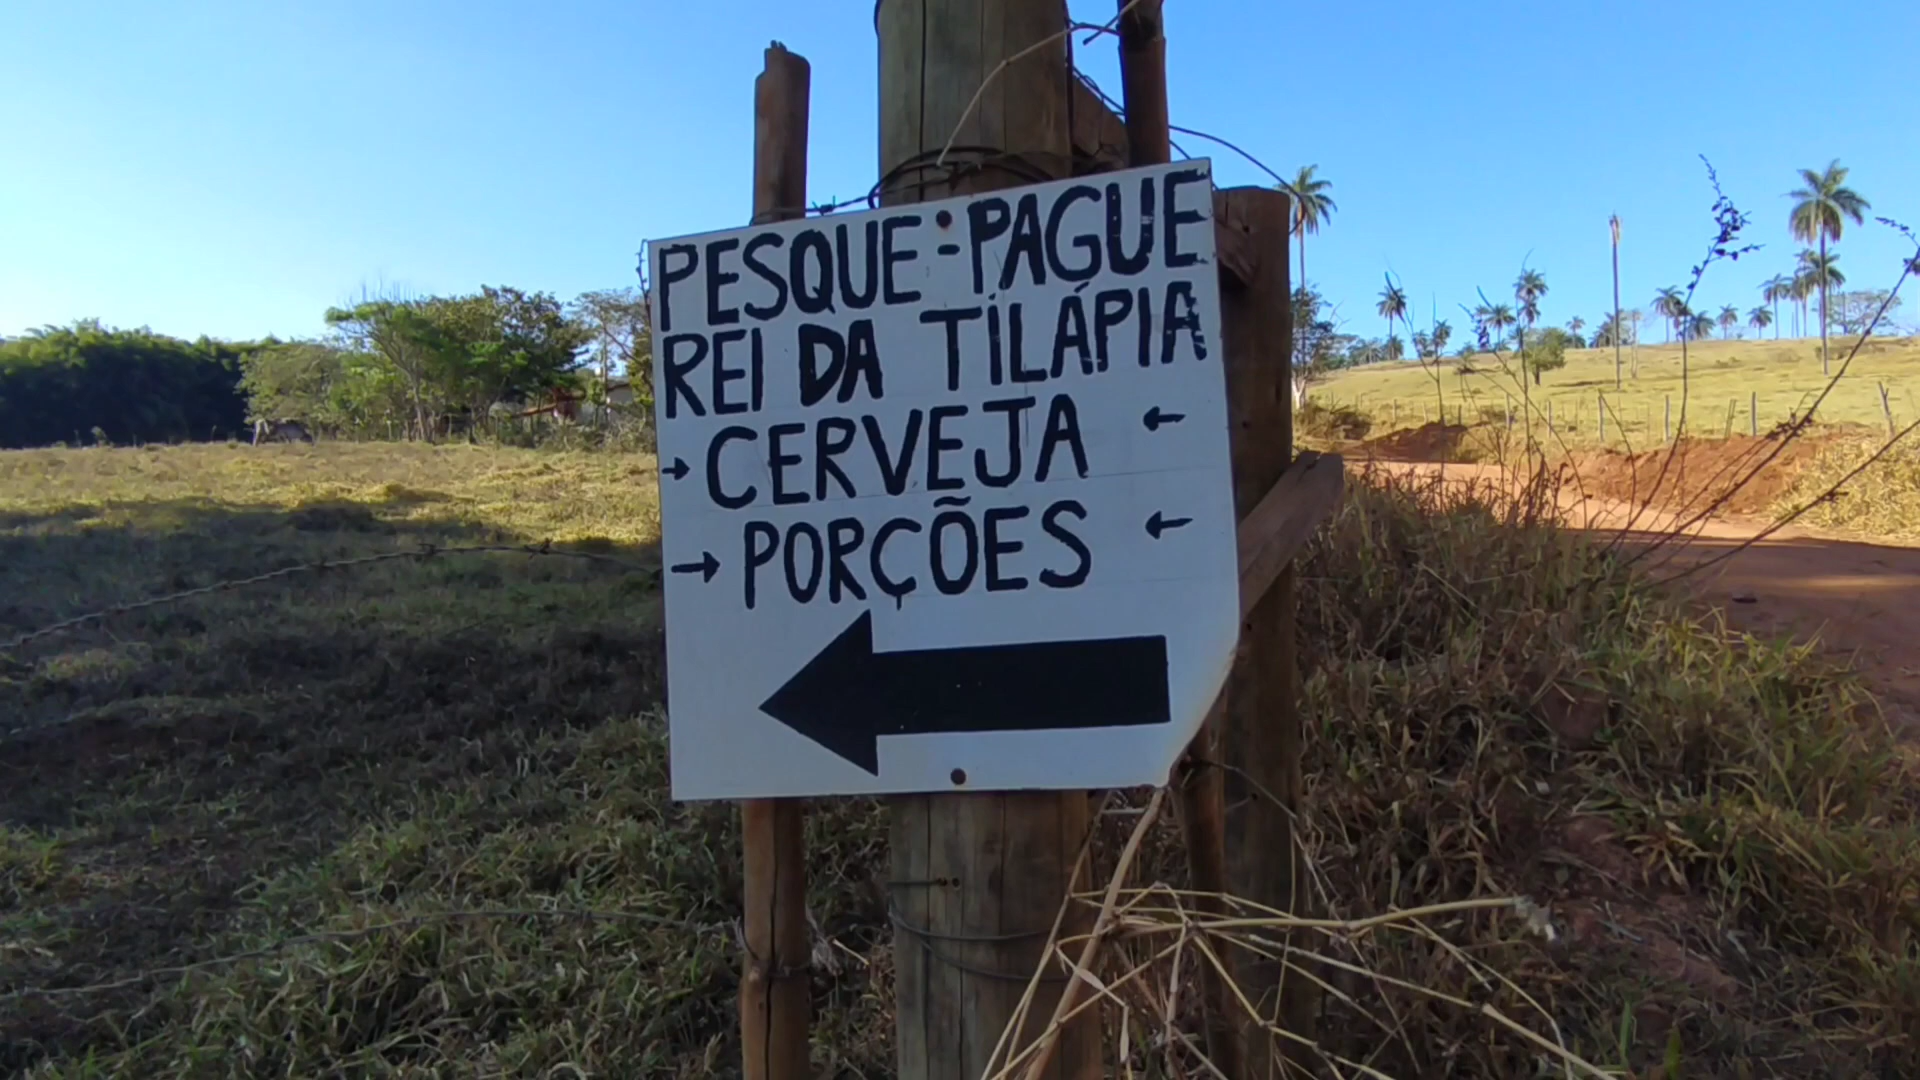 PESQUE-PAGUE
REI DA TILÁPIA
→ CERVEJA ←
→ PORÇÕES ←